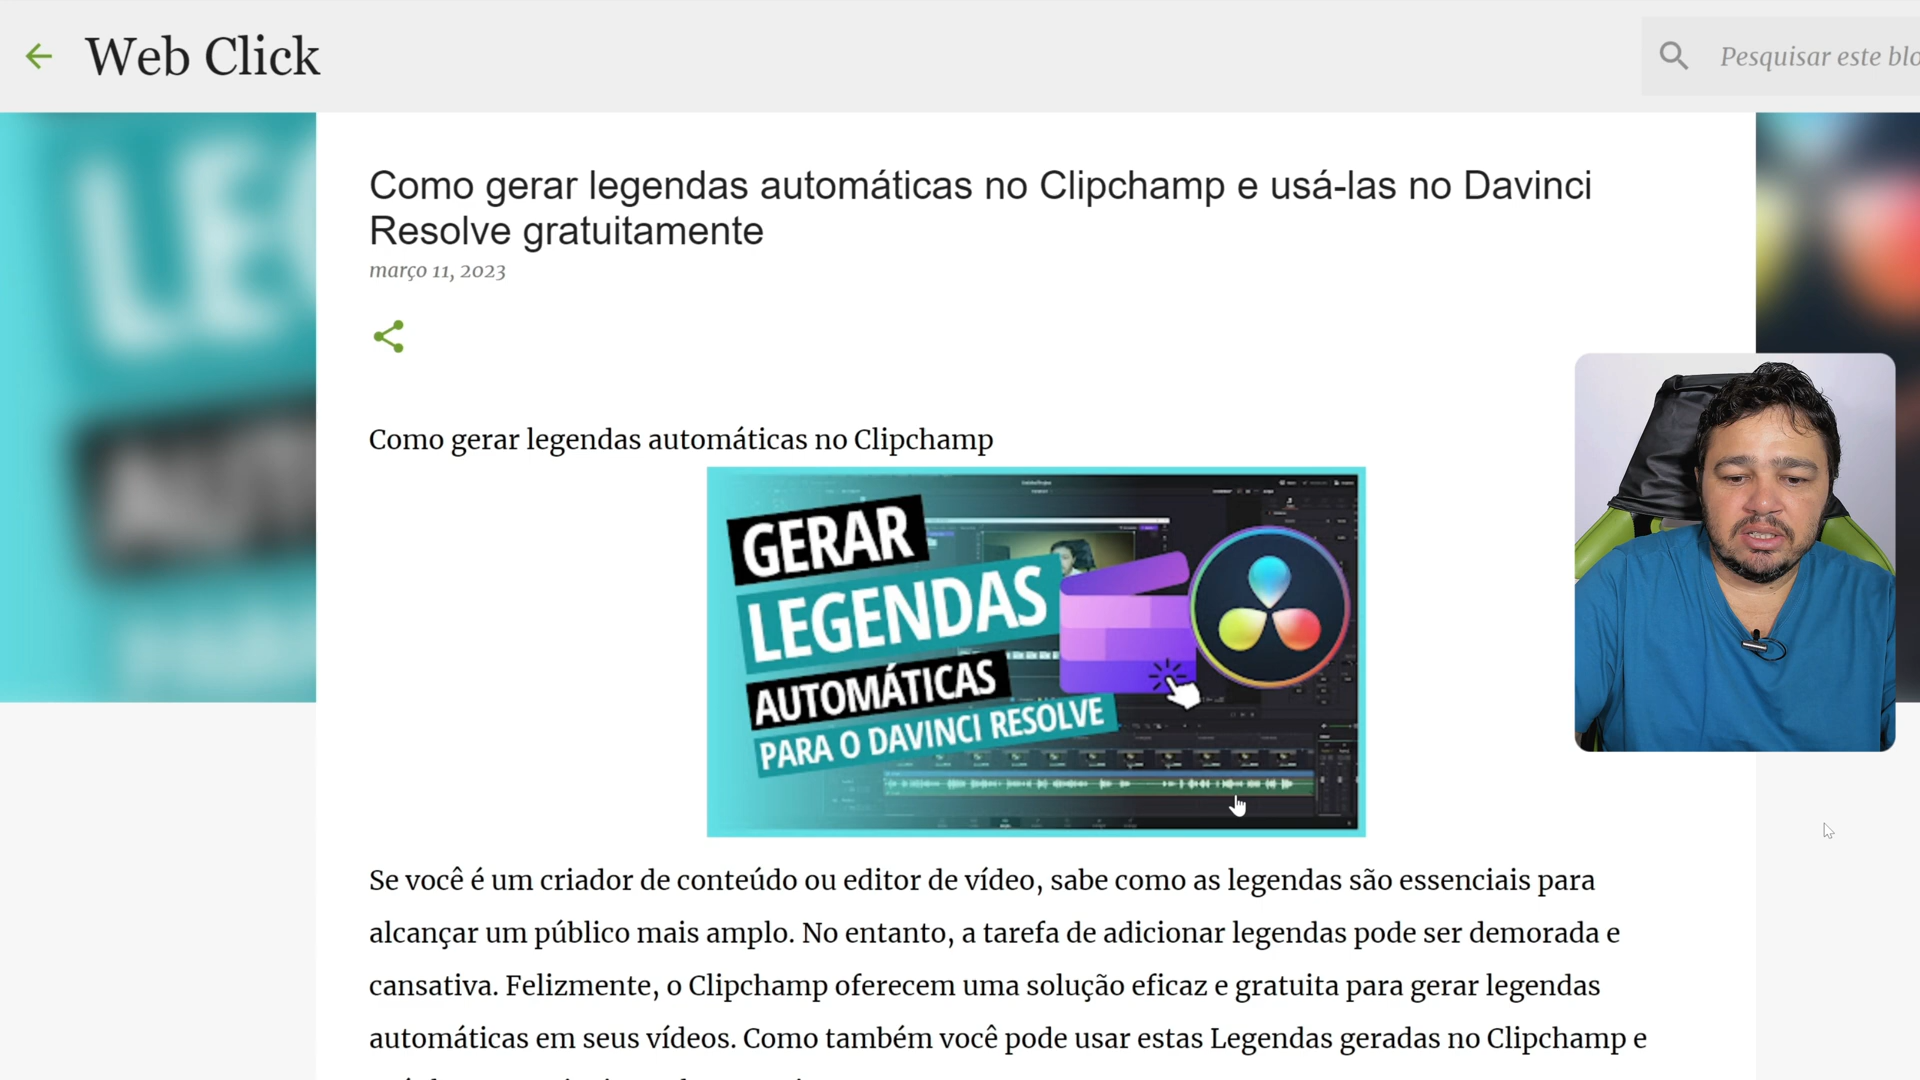 Web Click
Pesquisar este blo
Como gerar legendas automáticas no Clipchamp e usá-las no Davinci
Resolve gratuitamente
março 11, 2023
Como gerar legendas automáticas no Clipchamp
GERAR
LEGENDAS
AUTOMÁTICAS
PARA O DAVINCI RESOLVE
Se você é um criador de conteúdo ou editor de vídeo, sabe como as legendas são essenciais para
alcançar um público mais amplo. No entanto, a tarefa de adicionar legendas pode ser demorada e
cansativa. Felizmente, o Clipchamp oferecem uma solução eficaz e gratuita para gerar legendas
automáticas em seus vídeos. Como também você pode usar estas Legendas geradas no Clipchamp e